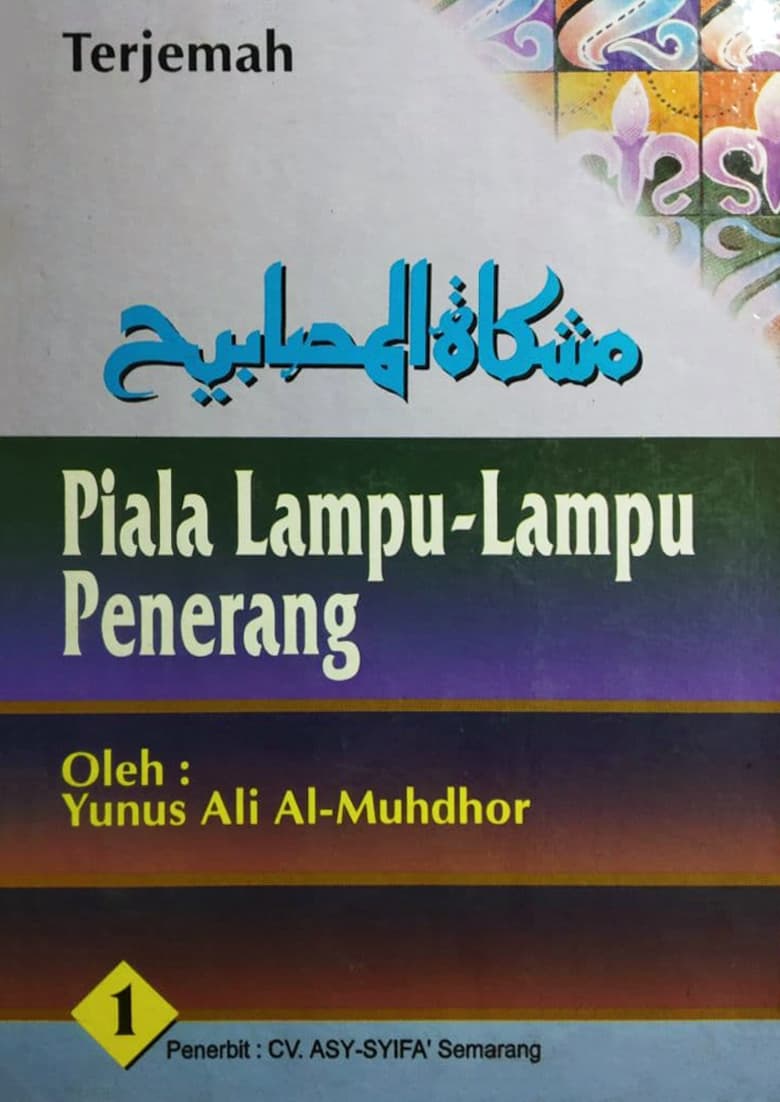 Terjemah
مشكاة المصابيح
Piala Lampu-Lampu
Penerang
Oleh :
Yunus Ali Al-Muhdhor
1
Penerbit : CV. ASY-SYIFA' Semarang